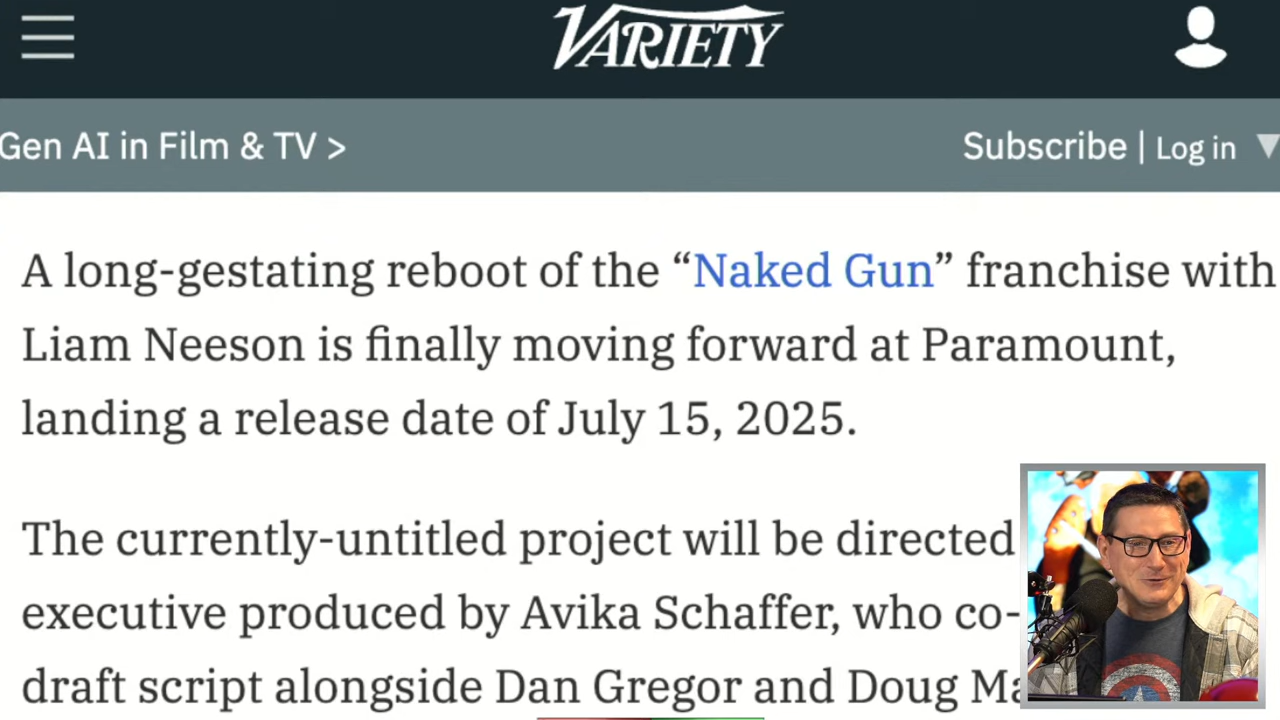 VARIETY
Gen AI in Film & TV >
Subscribe | Log in
A long-gestating reboot of the “Naked Gun” franchise with
Liam Neeson is finally moving forward at Paramount,
landing a release date of July 15, 2025.
The currently-untitled project will be directed
executive produced by Avika Schaffer, who co-
draft script alongside Dan Gregor and Doug